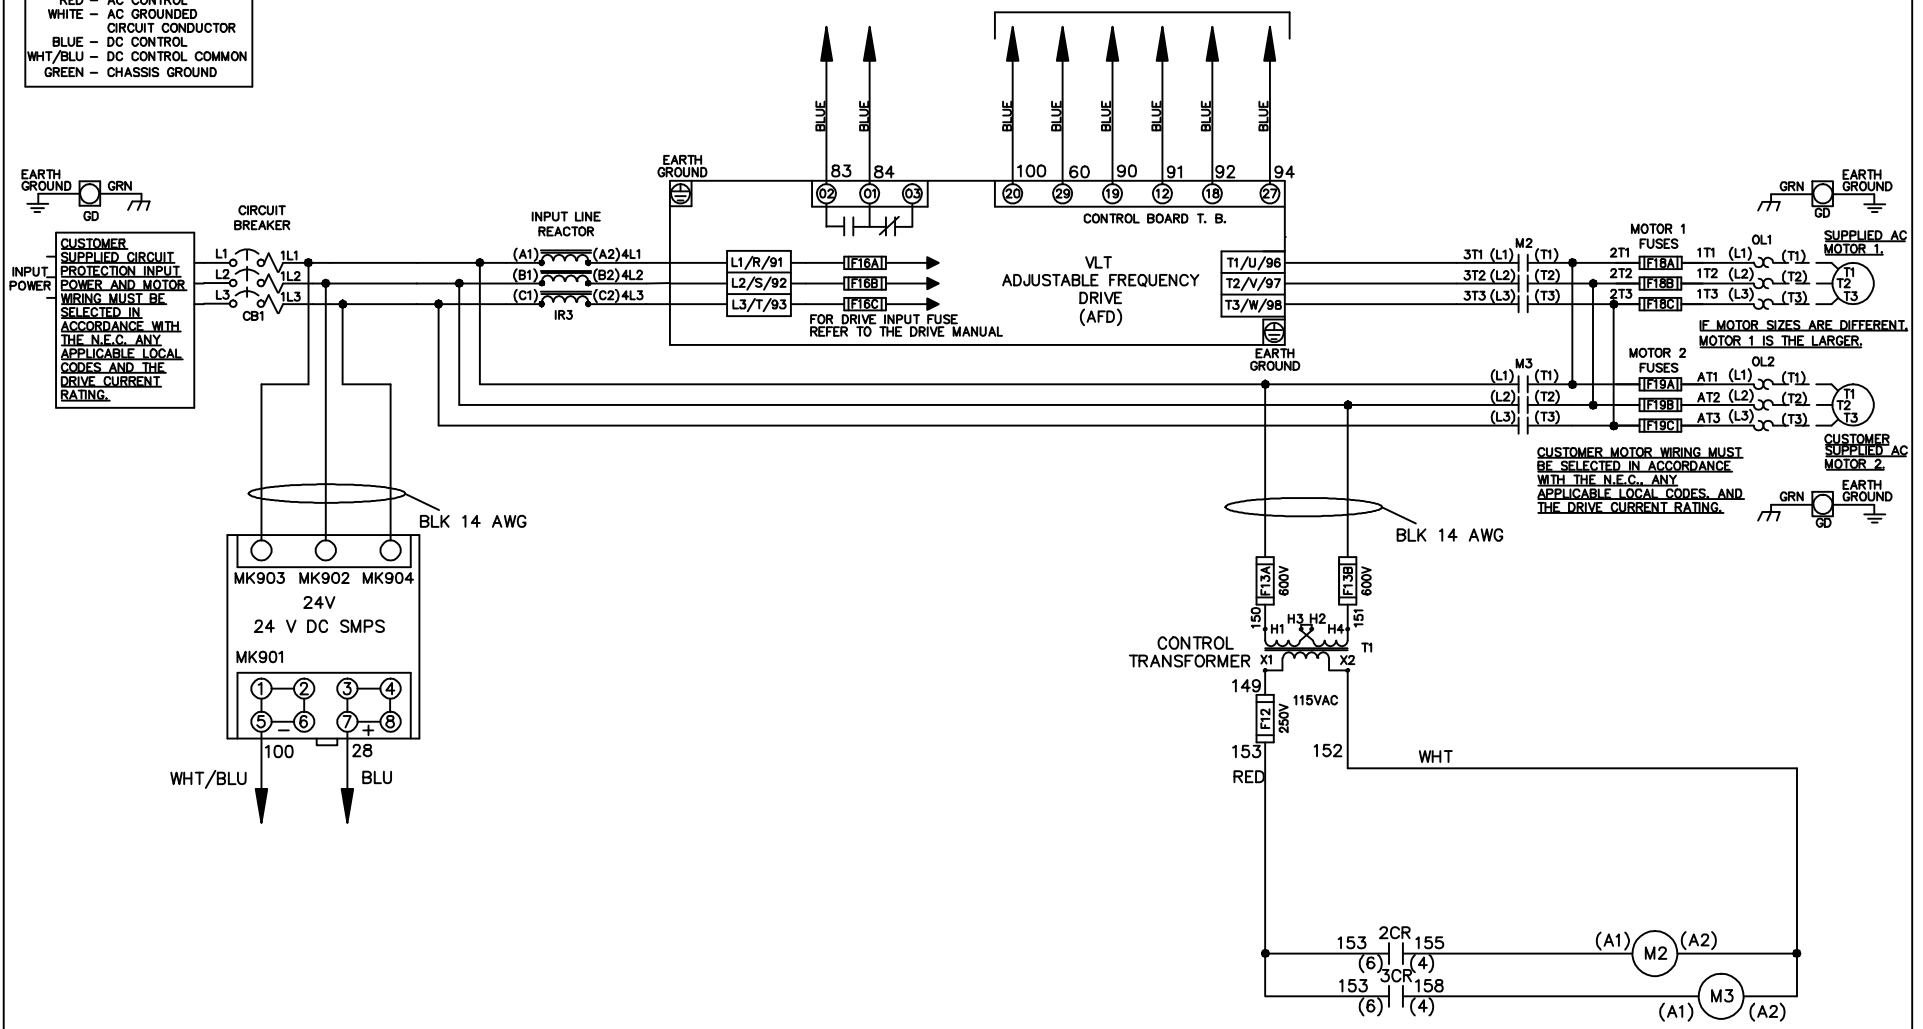 RED - AC CONTROL
WHITE - AC GROUNDED
CIRCUIT CONDUCTOR
BLUE - DC CONTROL
WHT/BLU - DC CONTROL COMMON
GREEN - CHASSIS GROUND
BLUE
BLUE
BLUE
BLUE
BLUE
BLUE
BLUE
BLUE
EARTH
GROUND
GRN
GD
EARTH
GROUND
83
84
02
01
03
100
60
90
91
92
94
20
29
19
12
18
27
CONTROL BOARD T. B.
GRN
EARTH
GROUND
GD
INPUT
POWER
CUSTOMER
SUPPLIED CIRCUIT
PROTECTION INPUT
POWER AND MOTOR
WIRING MUST BE
SELECTED IN
ACCORDANCE WITH
THE N.E.C. ANY
APPLICABLE LOCAL
CODES AND THE
DRIVE CURRENT
RATING.
CIRCUIT
BREAKER
L1
1L1
L2
1L2
L3
1L3
CB1
INPUT LINE
REACTOR
(A1)
(A2)
4L1
(B1)
(B2)
4L2
(C1)
(C2)
4L3
IR3
L1/R/91
L2/S/92
L3/T/93
F16A
F16B
F16C
FOR DRIVE INPUT FUSE
REFER TO THE DRIVE MANUAL
VLT
ADJUSTABLE FREQUENCY
DRIVE
(AFD)
T1/U/96
T2/V/97
T3/W/98
EARTH
GROUND
M2
3T1 (L1)
(T1)
3T2 (L2)
(T2)
3T3 (L3)
(T3)
MOTOR 1
FUSES
2T1
F18A
1T1
2T2
F18B
1T2
2T3
F18C
1T3
OL1
(L1)
(T1)
(L2)
(T2)
(L3)
(T3)
SUPPLIED AC
MOTOR 1.
T1
T2
T3
IF MOTOR SIZES ARE DIFFERENT,
MOTOR 1 IS THE LARGER.
M3
(L1)
(T1)
(L2)
(T2)
(L3)
(T3)
MOTOR 2
FUSES
F19A
AT1
F19B
AT2
F19C
AT3
OL2
(L1)
(T1)
(L2)
(T2)
(L3)
(T3)
T1
T2
T3
CUSTOMER
SUPPLIED AC
MOTOR 2.
CUSTOMER MOTOR WIRING MUST
BE SELECTED IN ACCORDANCE
WITH THE N.E.C., ANY
APPLICABLE LOCAL CODES, AND
THE DRIVE CURRENT RATING.
GRN
EARTH
GROUND
GD
BLK 14 AWG
MK903
MK902
MK904
24V
24 V DC SMPS
MK901
1
2
3
4
5
6
7
8
-
+
100
28
WHT/BLU
BLU
BLK 14 AWG
F13A
600V
F13B
600V
150
151
H1
H3
H2
H4
T1
CONTROL
TRANSFORMER
X1
X2
149
115VAC
F12
250V
153
152
RED
WHT
153
2CR
155
(6)
(4)
(A1)
M2
(A2)
153
3CR
158
(6)
(4)
(A1)
M3
(A2)